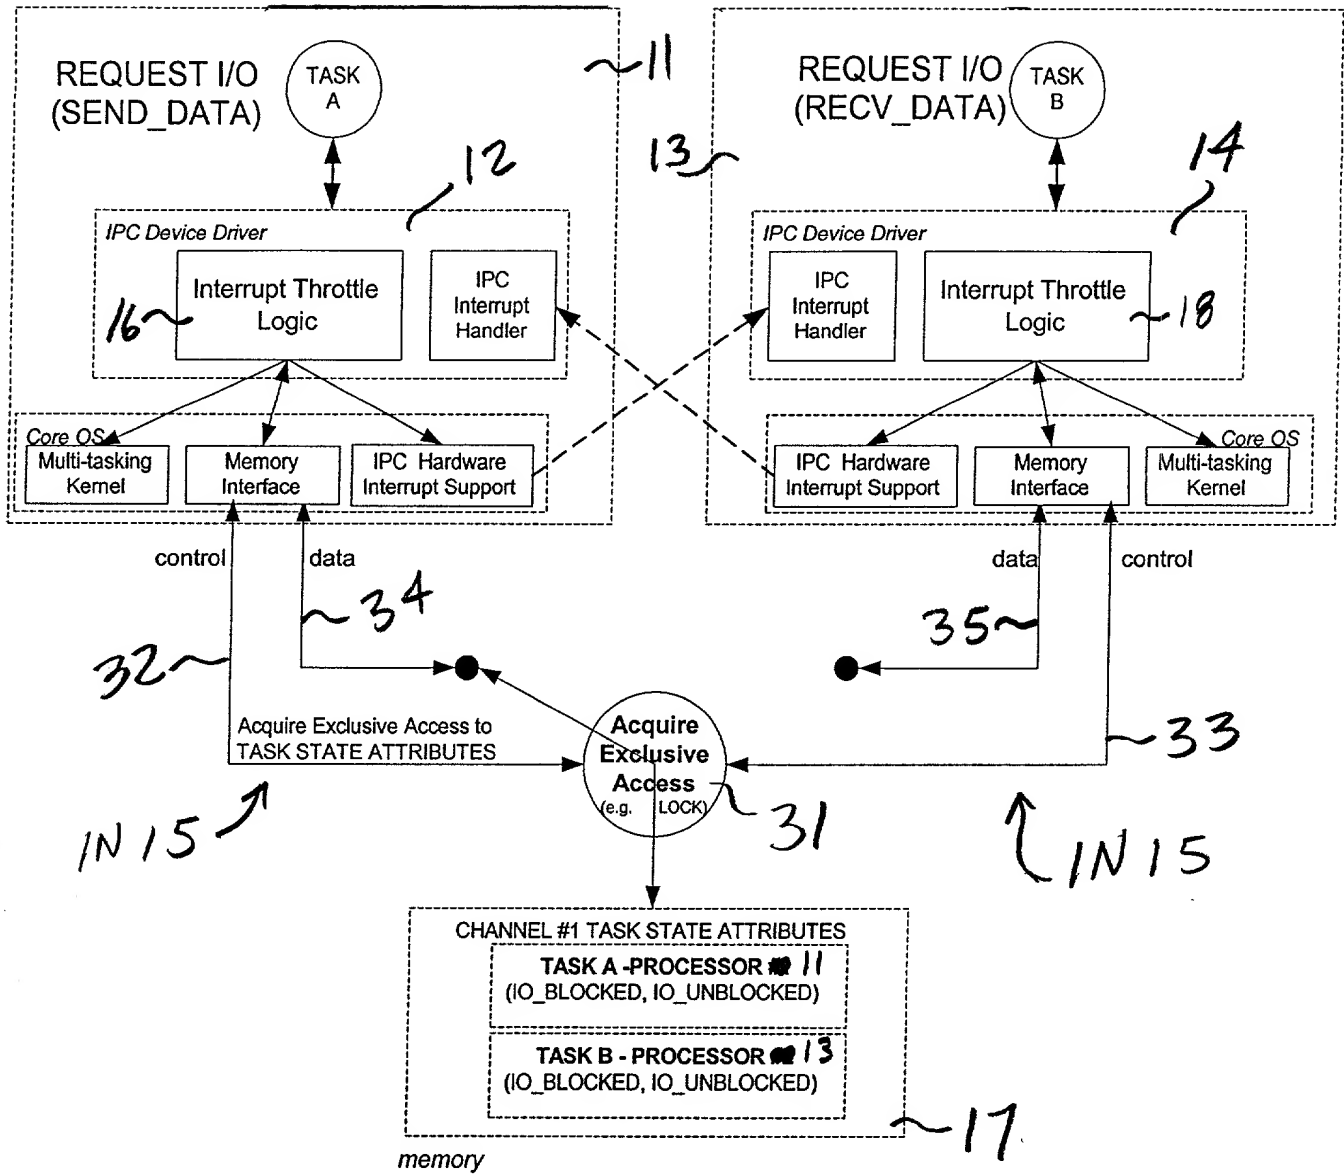 REQUEST I/O
(SEND_DATA)
TASK
A
11
12
IPC Device Driver
Interrupt Throttle
Logic
16
IPC
Interrupt
Handler
Core OS
Multi-tasking
Kernel
Memory
Interface
IPC Hardware
Interrupt Support
REQUEST I/O
(RECV_DATA)
TASK
B
13
14
IPC Device Driver
IPC
Interrupt
Handler
Interrupt Throttle
Logic
18
Core OS
IPC Hardware
Interrupt Support
Memory
Interface
Multi-tasking
Kernel
control
data
34
32
data
control
35
33
Acquire Exclusive Access to
TASK STATE ATTRIBUTES
Acquire
Exclusive
Access
(e.g. LOCK)
31
IN 15
IN 15
CHANNEL #1 TASK STATE ATTRIBUTES
TASK A -PROCESSOR 11
(IO_BLOCKED, IO_UNBLOCKED)
TASK B - PROCESSOR 13
(IO_BLOCKED, IO_UNBLOCKED)
17
memory